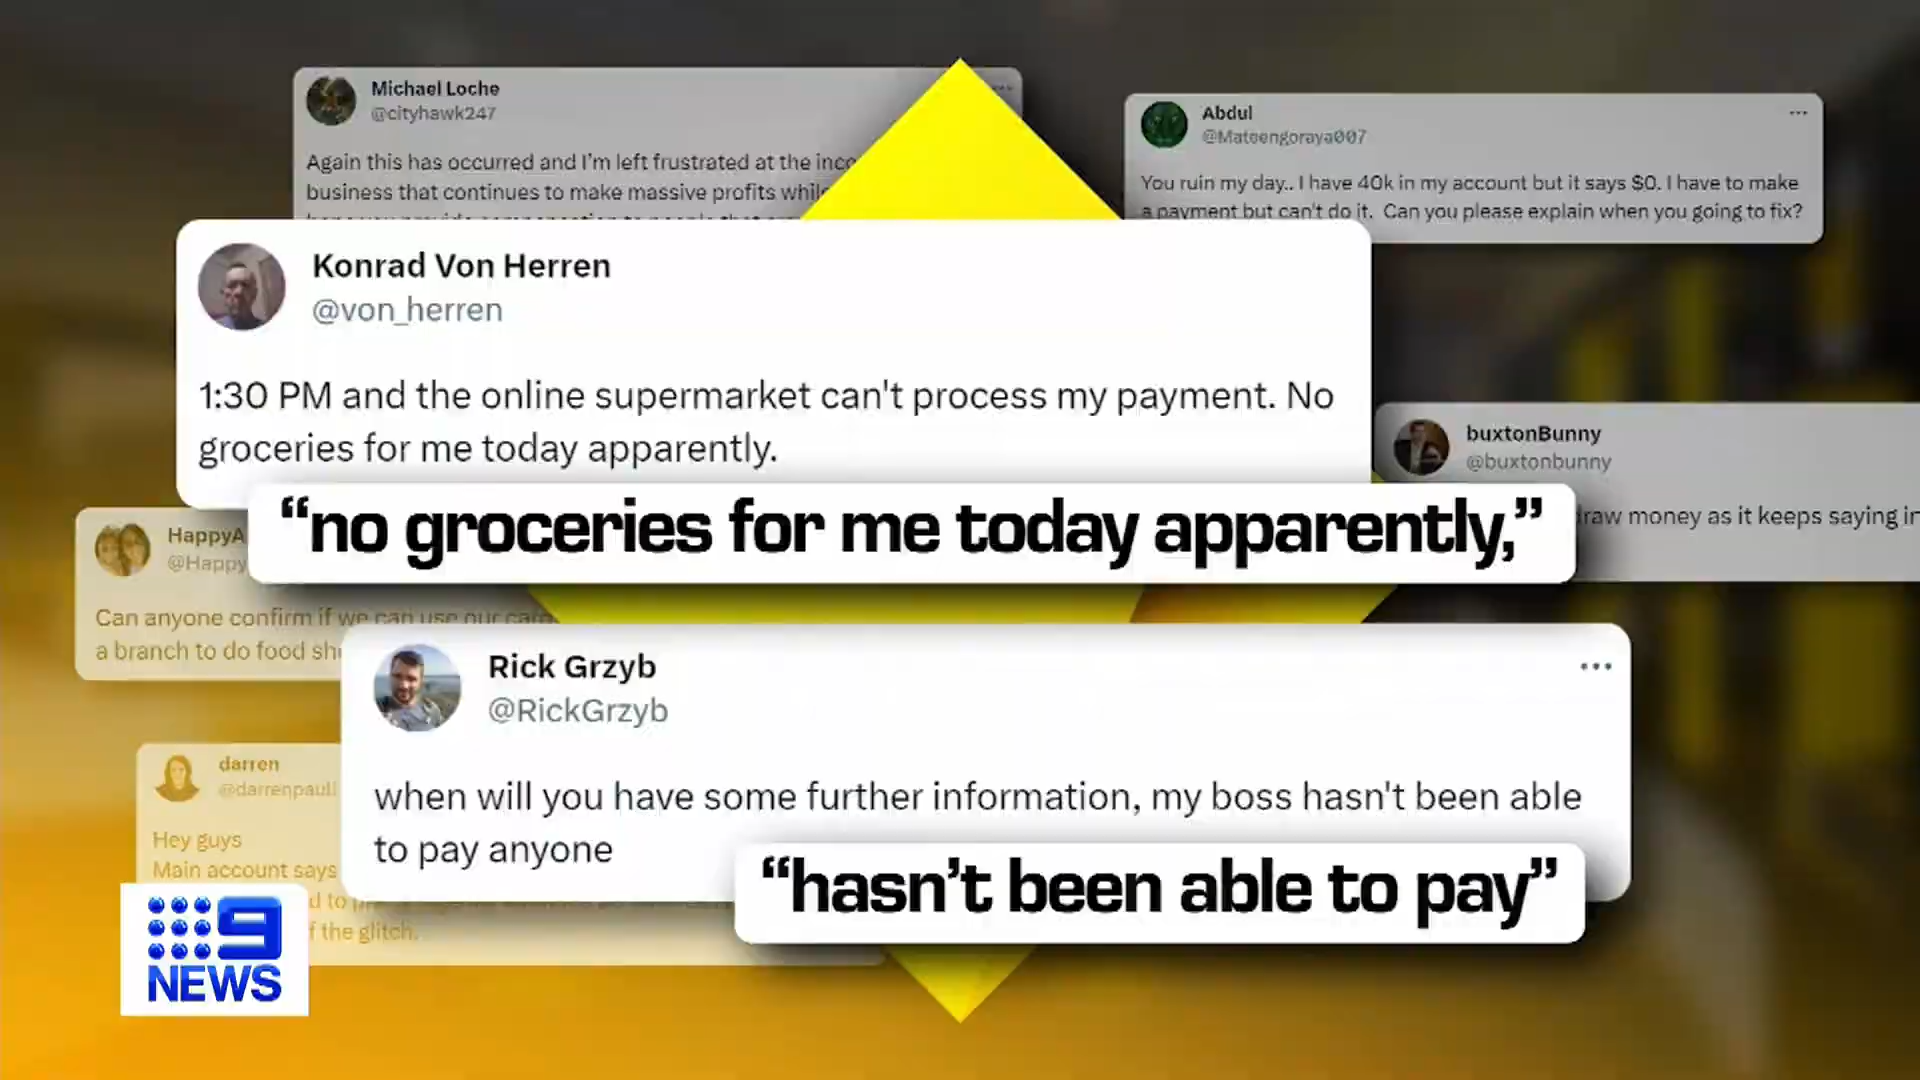 Michael Loche
@cityhawk247
Again this has occurred and I'm left frustrated at the
business that continues to make massive profits while
Abdul
@Mateengoraya007
You ruin my day.. I have 40k in my account but it says $0. I have to make
a payment but can't do it. Can you please explain when you going to fix?
Konrad Von Herren
@von_herren
1:30 PM and the online supermarket can't process my payment. No
groceries for me today apparently.
buxtonBunny
@buxtonbunny
money as it keeps saying
“no groceries for me today apparently,”
HappyA
@Happy
Can anyone confirm if we can use our
a branch to do food
Rick Grzyb
@RickGrzyb
when will you have some further information, my boss hasn't been able
to pay anyone
“hasn't been able to pay”
darren
@darrenpauli
Hey guys
Main account says
the glitch.
9
NEWS